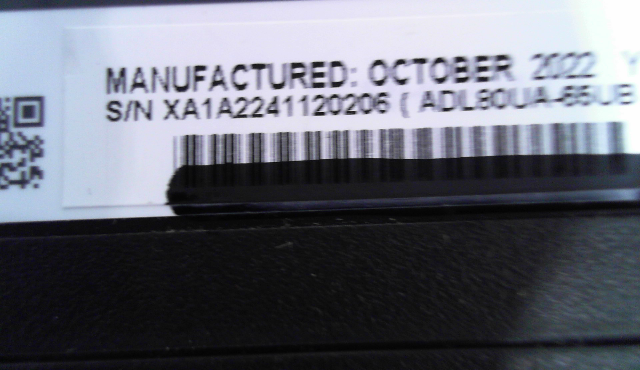 MANUFACTURED: OCTOBER 2022 Y
S/N XA1A2241120206 ( ADL80UA-65UB